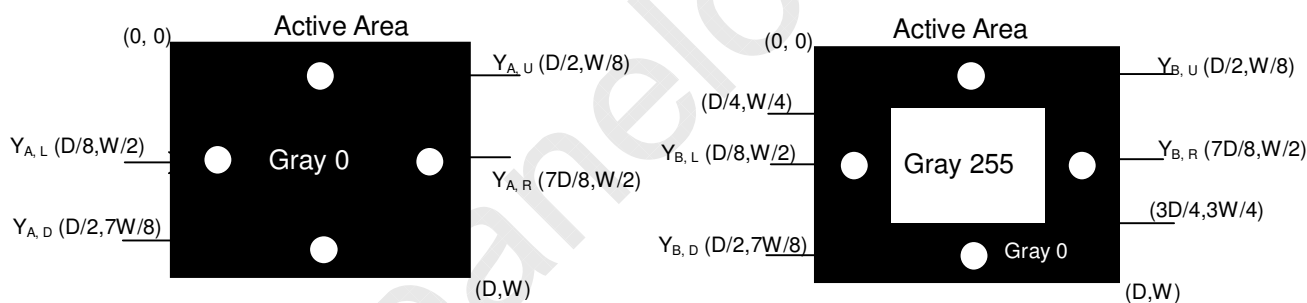 Active Area
(0, 0)
Y_A, U (D/2,W/8)
Y_A, L (D/8,W/2)
Gray 0
Y_A, R (7D/8,W/2)
Y_A, D (D/2,7W/8)
(D,W)
Active Area
(0, 0)
Y_B, U (D/2,W/8)
(D/4,W/4)
Y_B, L (D/8,W/2)
Gray 255
Y_B, R (7D/8,W/2)
(3D/4,3W/4)
Y_B, D (D/2,7W/8)
Gray 0
(D,W)